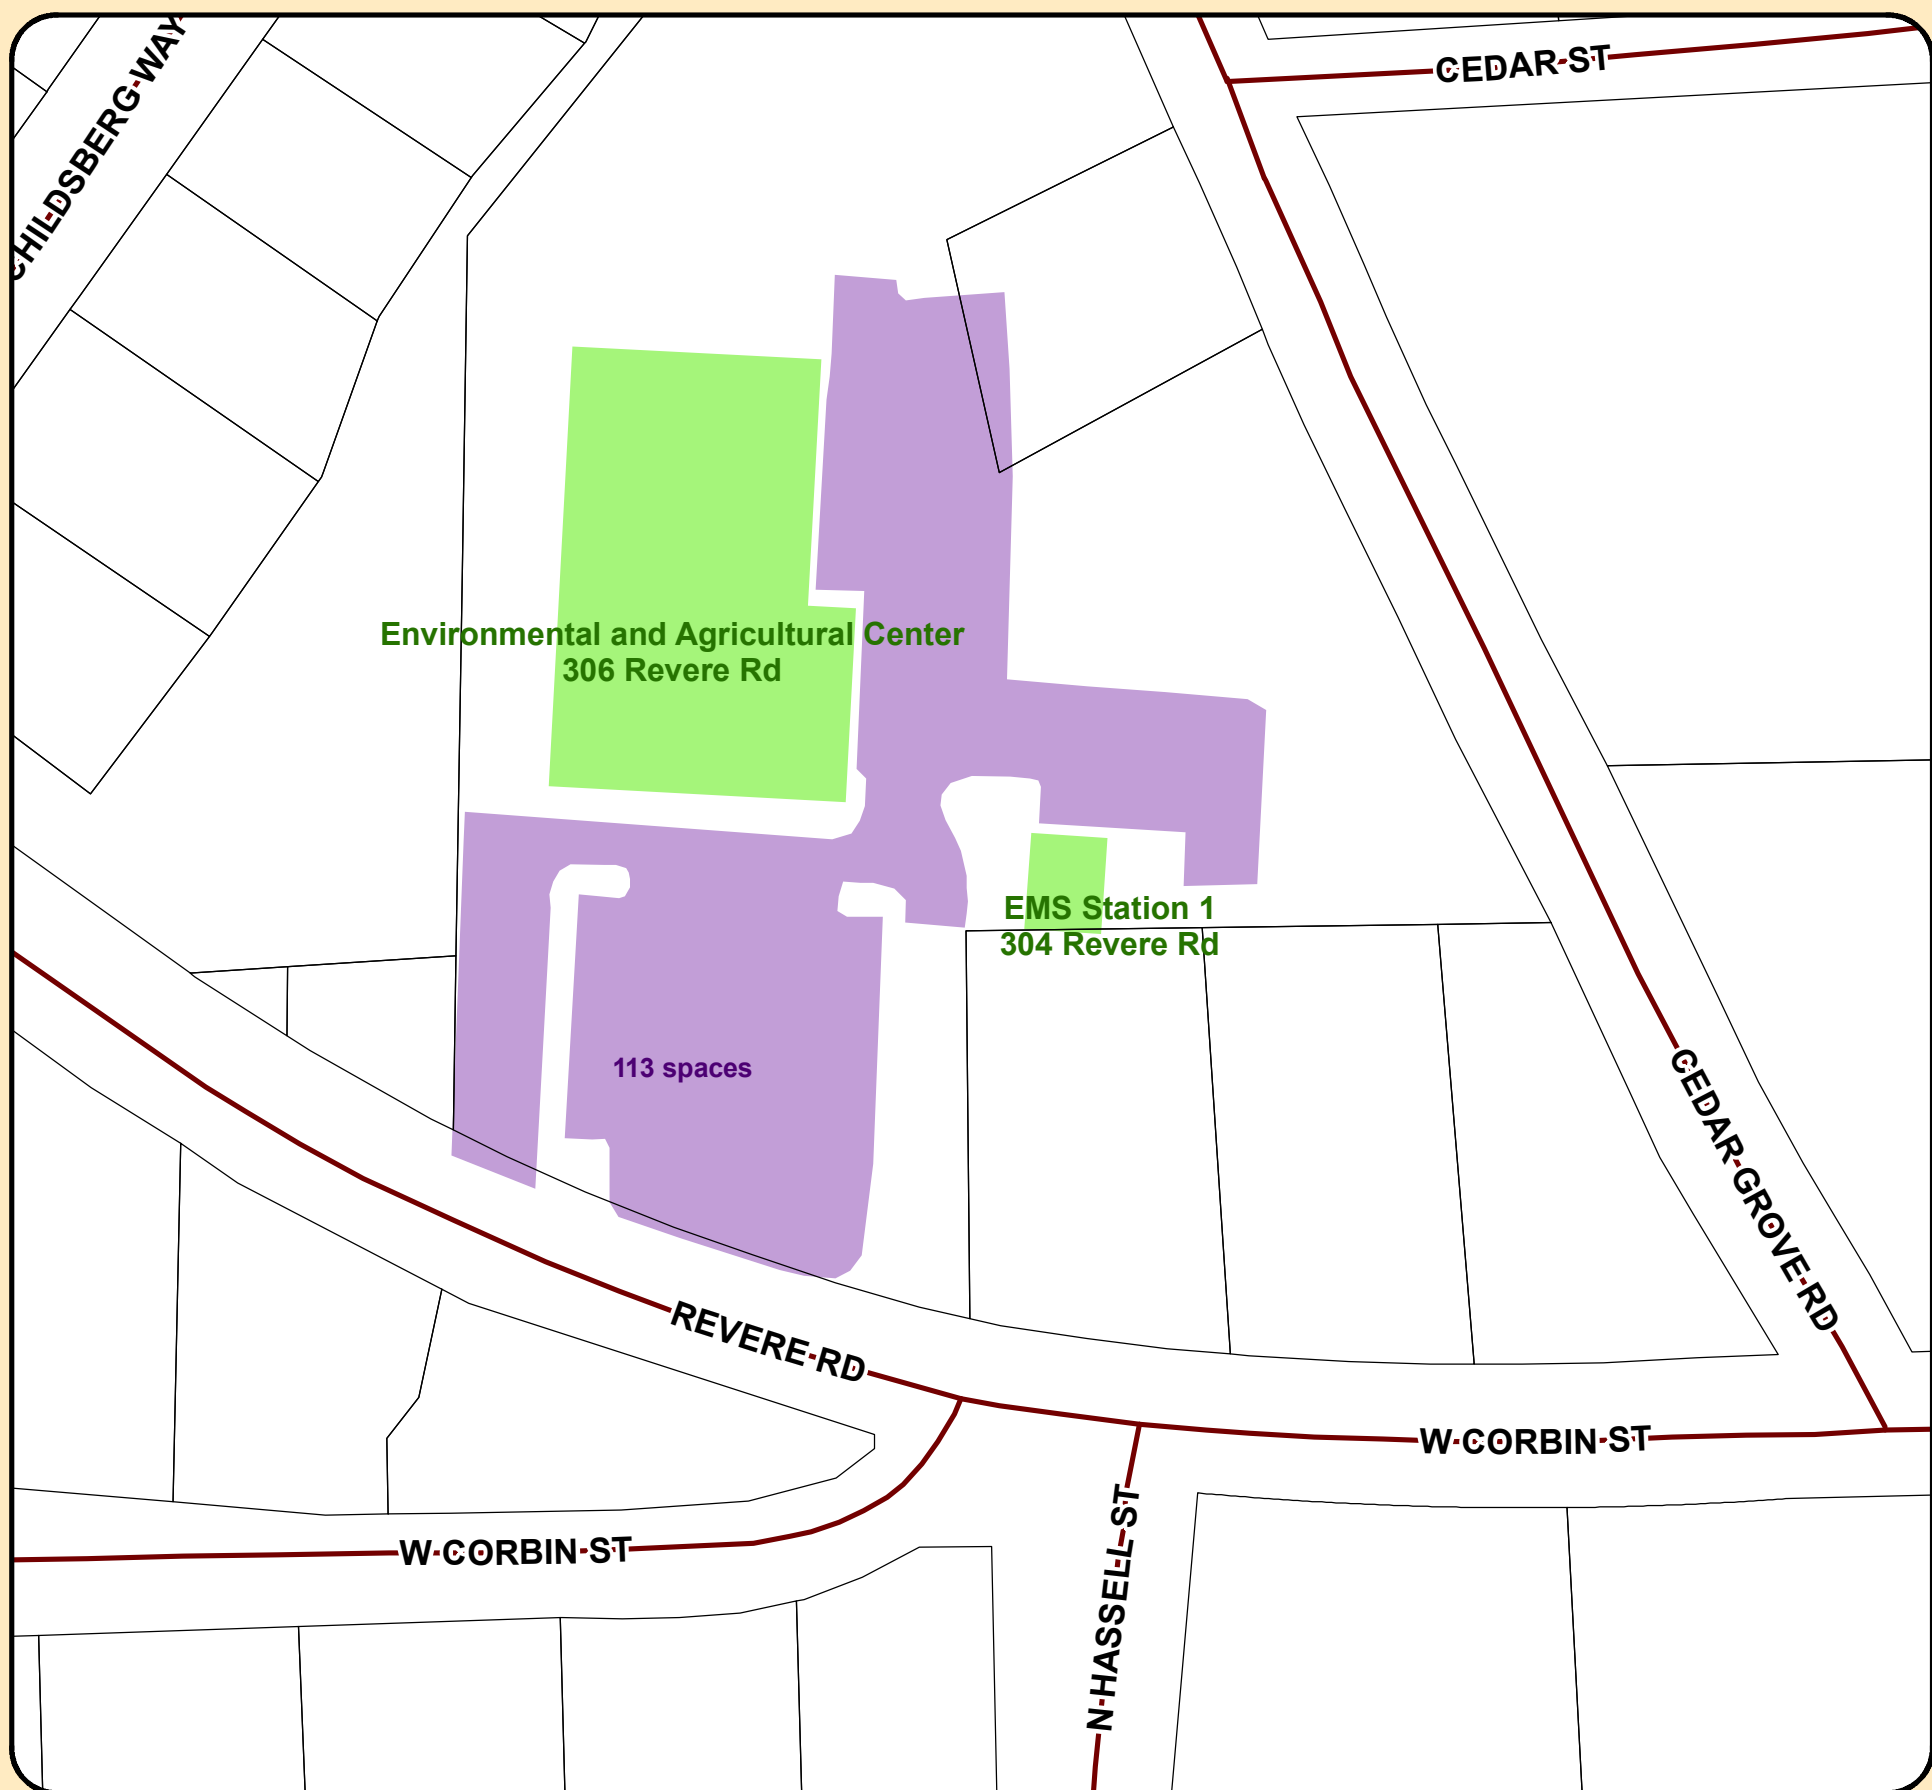 CHILDSBERG WAY
CEDAR ST
Environmental and Agricultural Center
306 Revere Rd
EMS Station 1
304 Revere Rd
113 spaces
CEDAR GROVE RD
REVERE RD
W CORBIN ST
W CORBIN ST
N HASSELL ST